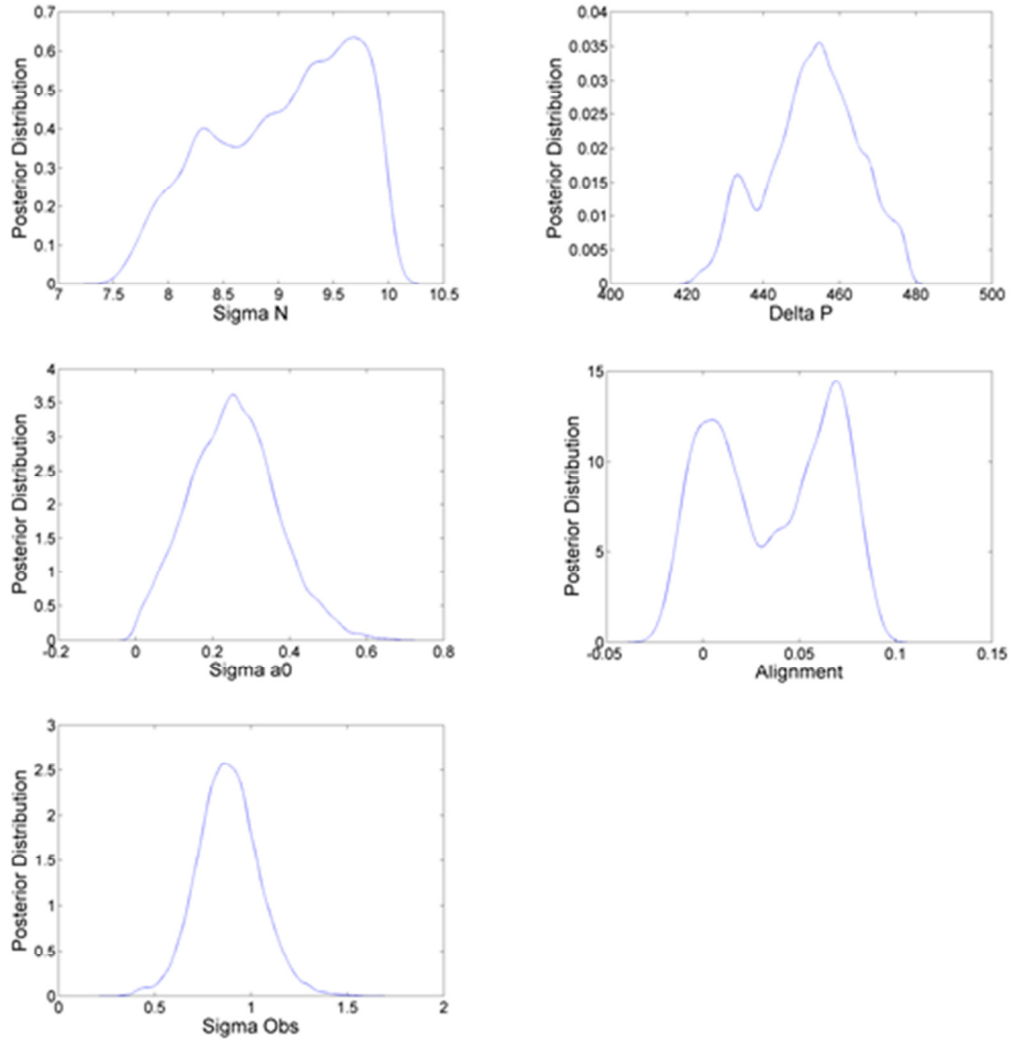 0.7
0.6
0.5
0.4
0.3
0.2
0.1
0
Posterior Distribution
7 7.5 8 8.5 9 9.5 10 10.5
Sigma N
0.04
0.035
0.03
0.025
0.02
0.015
0.01
0.005
0
Posterior Distribution
400 420 440 460 480 500
Delta P
4
3.5
3
2.5
2
1.5
1
0.5
0
Posterior Distribution
-0.2 0 0.2 0.4 0.6 0.8
Sigma a0
15
10
5
0
Posterior Distribution
-0.05 0 0.05 0.1 0.15
Alignment
3
2.5
2
1.5
1
0.5
0
Posterior Distribution
0 0.5 1 1.5 2
Sigma Obs